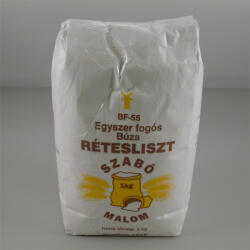 BF-55
Egyszer fogós
Búza
RÉTESLISZT
SZABÓ
1kg
MALOM